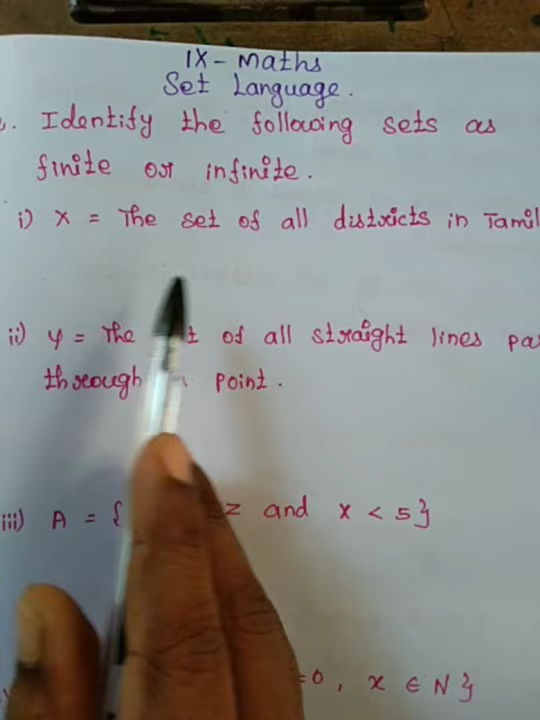 IX - Maths
Set Language.
. Identify the following sets as
finite or infinite.
i) X = The set of all districts in Tamil
ii) Y = The of all straight lines
through point.
iii) A = { z and x < 5}
=0, x ∈ N}